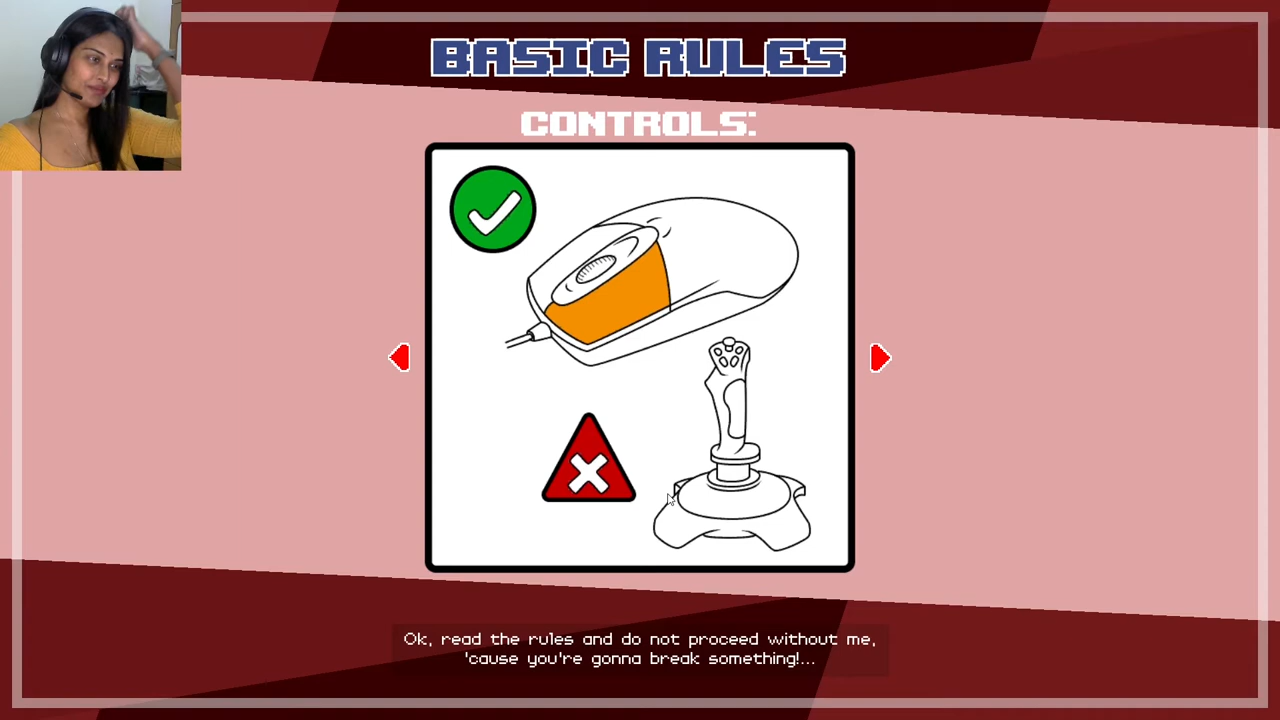 BASIC RULES
CONTROLS:
Ok, read the rules and do not proceed without me,
'cause you're gonna break something!...